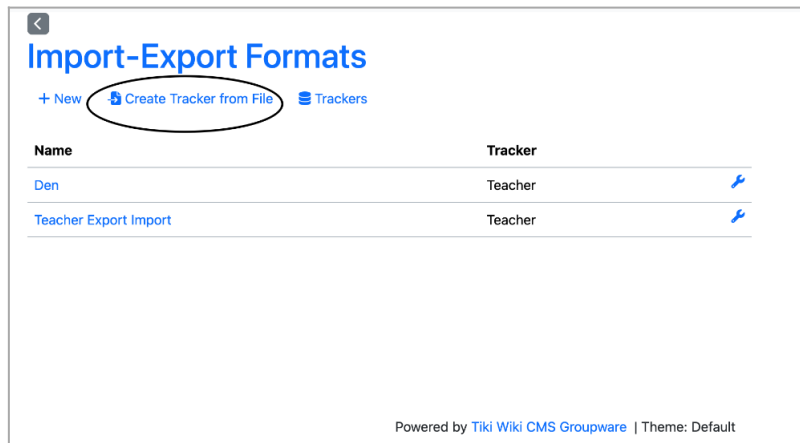 Import-Export Formats
+ New Create Tracker from File Trackers
Name Tracker
Den Teacher
Teacher Export Import Teacher
Powered by Tiki Wiki CMS Groupware | Theme: Default